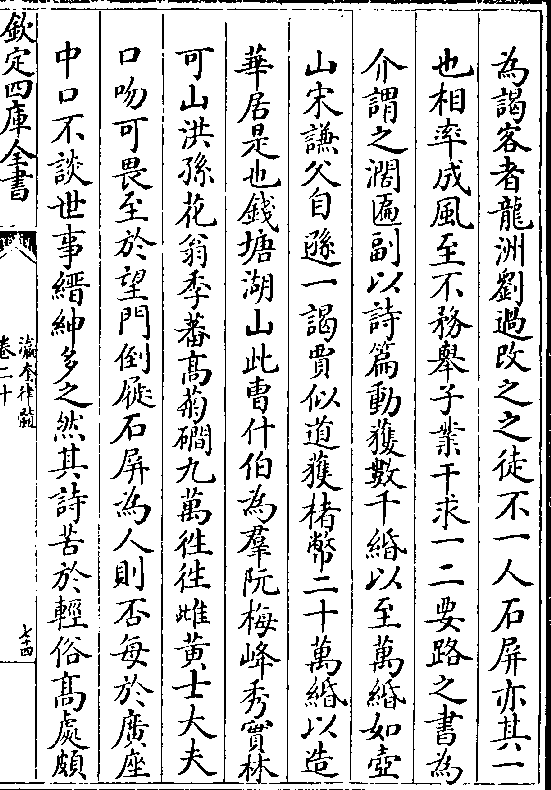 為謁客者龍洲劉過改之之徒不一人石屏亦其一
也相率成風至不務舉子業干求一二要路之書為
介謂之濶匾副以詩篇動獲數千緡以至萬緡如壺
山宋謙父自遜一謁賈似道獲楮幣二十萬緡以造
華居是也錢塘湖山此曹什伯為羣阮梅峰秀實林
可山洪孫花翁季蕃髙菊磵九萬徃徃雌黃士大夫
口吻可畏至於望門倒屣石屏為人則否每於廣座
中口不談世事縉紳多之然其詩苦於輕俗髙處頗
欽定四庫全書
瀛奎律髓
卷二十
七十四